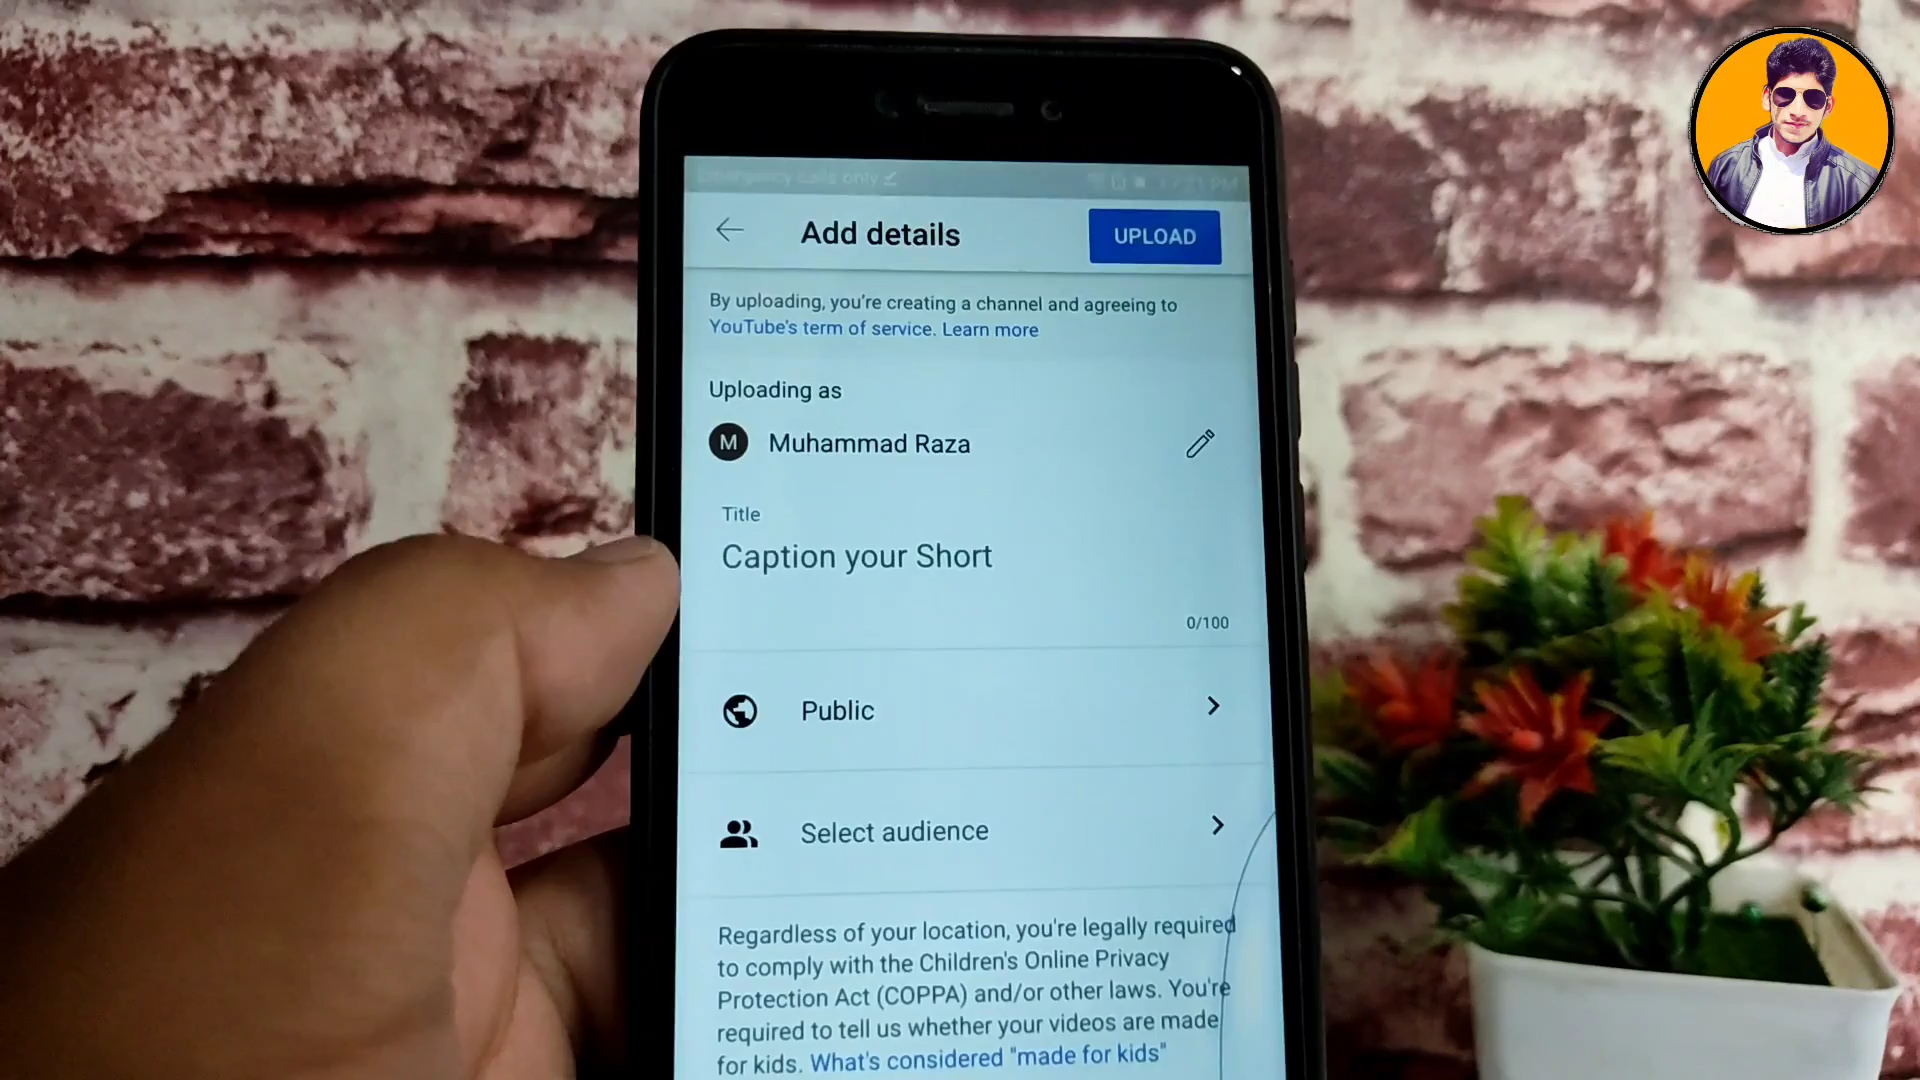 Emergency calls only
Add details
UPLOAD
By uploading, you're creating a channel and agreeing to
YouTube's term of service. Learn more
Uploading as
M Muhammad Raza
Title
Caption your Short
0/100
Public
Select audience
Regardless of your location, you're legally required
to comply with the Children's Online Privacy
Protection Act (COPPA) and/or other laws. You're
required to tell us whether your videos are made
for kids. What's considered "made for kids"